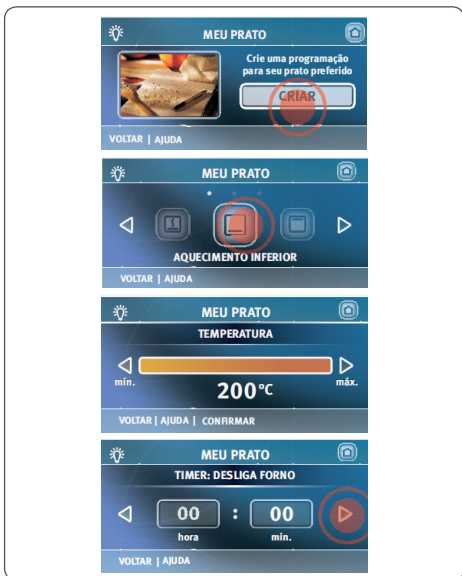 MEU PRATO
Crie uma programação
para seu prato preferido
CRIAR
VOLTAR | AJUDA
MEU PRATO
AQUECIMENTO INFERIOR
VOLTAR | AJUDA
MEU PRATO
TEMPERATURA
mín.
máx.
200°C
VOLTAR | AJUDA | CONFIRMAR
MEU PRATO
TIMER: DESLIGA FORNO
00 : 00
hora min.
VOLTAR | AJUDA